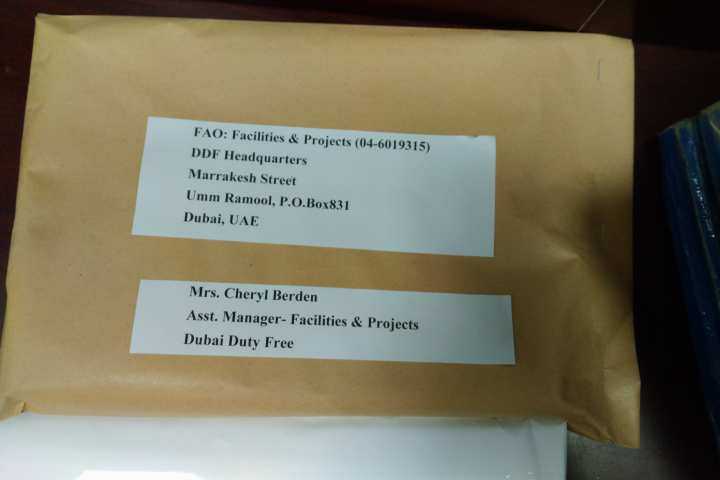 FAO: Facilities & Projects (04-6019315)
DDF Headquarters
Marrakesh Street
Umm Ramool, P.O.Box831
Dubai, UAE
Mrs. Cheryl Berden
Asst. Manager- Facilities & Projects
Dubai Duty Free